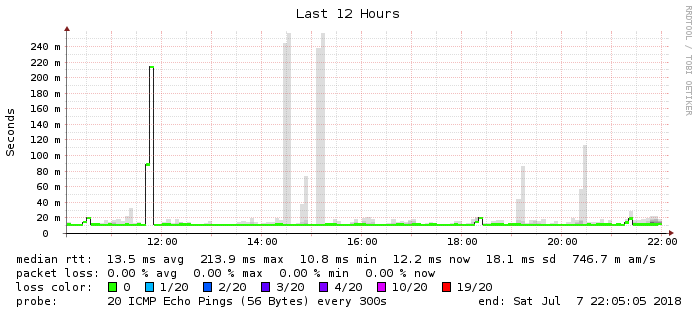 Last 12 Hours
RRDTOOL / TOBI OETIKER
Seconds
240 m
220 m
200 m
180 m
160 m
140 m
120 m
100 m
80 m
60 m
40 m
20 m
0
12:00 14:00 16:00 18:00 20:00 22:00
median rtt: 13.5 ms avg 213.9 ms max 10.8 ms min 12.2 ms now 18.1 ms sd 746.7 m am/s
packet loss: 0.00 % avg 0.00 % max 0.00 % min 0.00 % now
loss color: 0 1/20 2/20 3/20 4/20 10/20 19/20
probe: 20 ICMP Echo Pings (56 Bytes) every 300s end: Sat Jul 7 22:05:05 2018